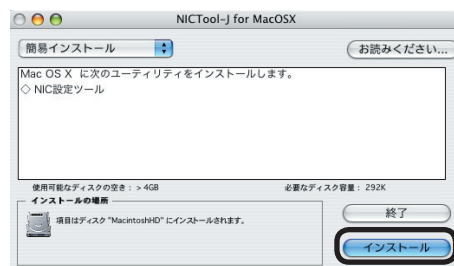 NICTool-J for MacOSX
簡易インストール
お読みください...
Mac OS X に次のユーティリティをインストールします。
◇ NIC設定ツール
使用可能なディスクの空き： > 4GB
必要なディスク容量： 292K
インストールの場所
項目はディスク "MacintoshHD" にインストールされます。
終了
インストール